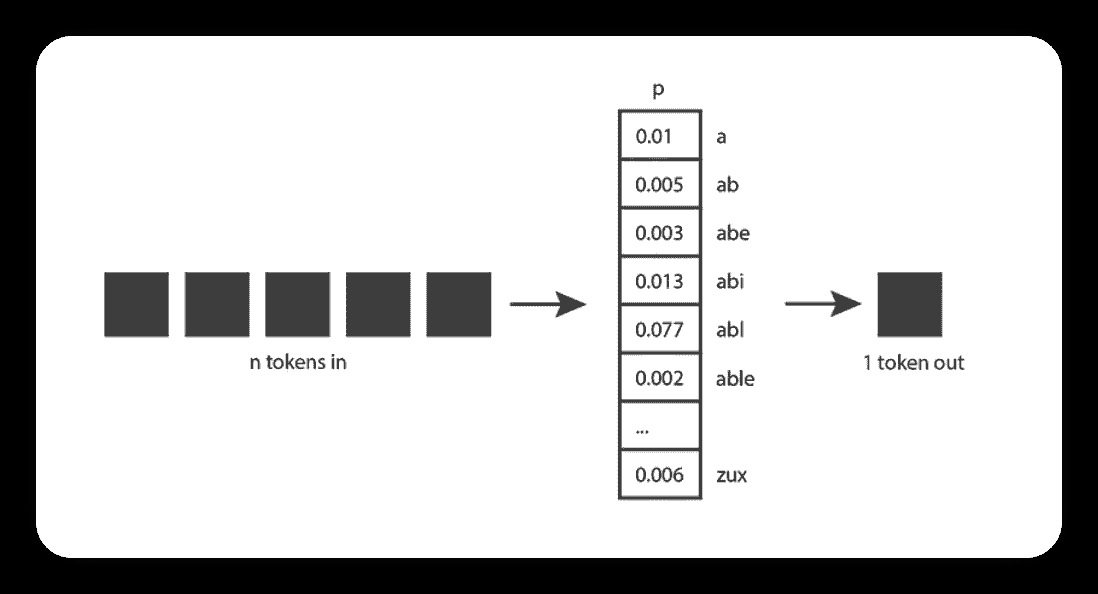 p
0.01 a
0.005 ab
0.003 abe
0.013 abi
0.077 abl
0.002 able
...
0.006 zux
n tokens in
1 token out